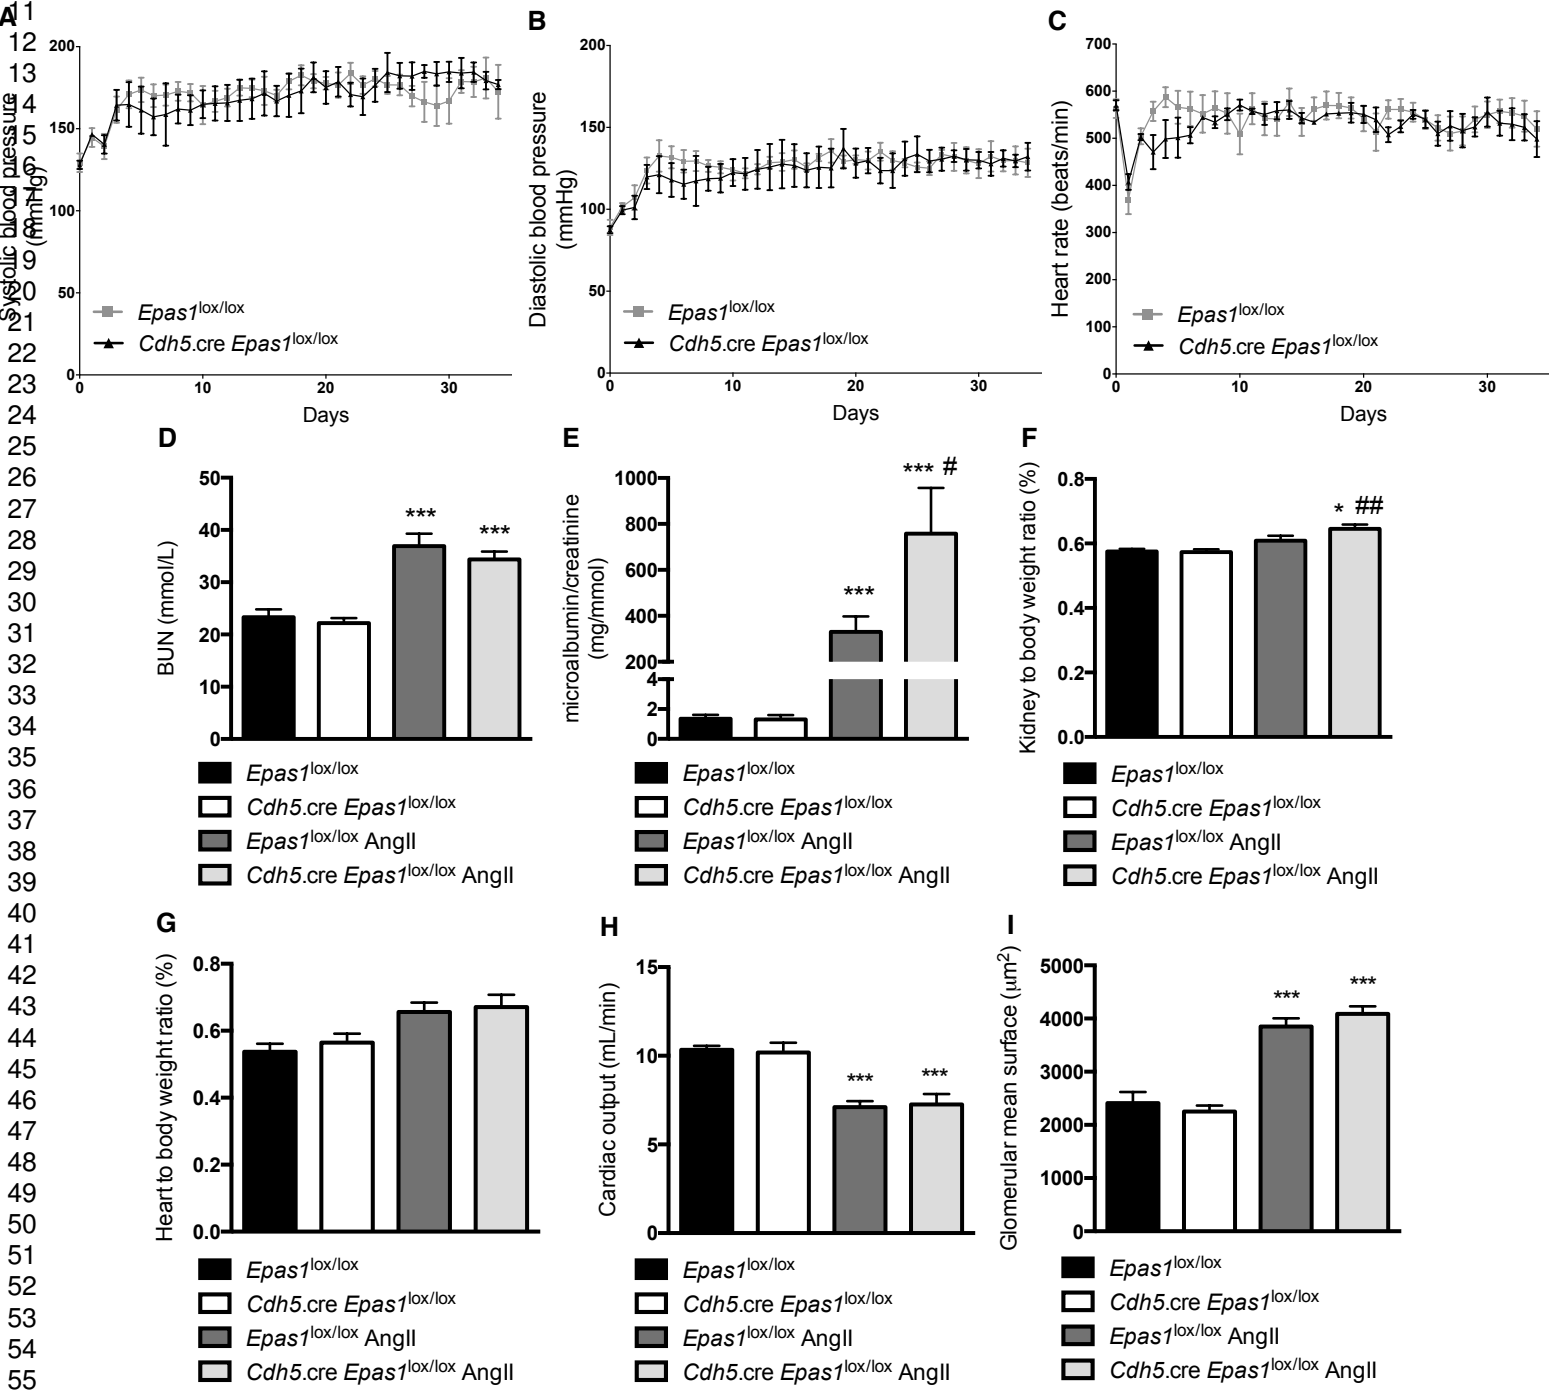 11
12
13
14
15
16
17
18
19
20
21
22
23
24
25
26
27
28
29
30
31
32
33
34
35
36
37
38
39
40
41
42
43
44
45
46
47
48
49
50
51
52
53
54
55
A
Systolic blood pressure
(mmHg)
200
150
100
50
0
0 10 20 30
Days
Epas1lox/lox
Cdh5.cre Epas1lox/lox
B
Diastolic blood pressure
(mmHg)
200
150
100
50
0
0 10 20 30
Days
Epas1lox/lox
Cdh5.cre Epas1lox/lox
C
Heart rate (beats/min)
700
600
500
400
300
200
100
0
0 10 20 30
Days
Epas1lox/lox
Cdh5.cre Epas1lox/lox
D
BUN (mmol/L)
50
40
30
20
10
0
***
***
Epas1lox/lox
Cdh5.cre Epas1lox/lox
Epas1lox/lox AngII
Cdh5.cre Epas1lox/lox AngII
E
microalbumin/creatinine
(mg/mmol)
1000
800
600
400
200
4
2
0
***
*** #
Epas1lox/lox
Cdh5.cre Epas1lox/lox
Epas1lox/lox AngII
Cdh5.cre Epas1lox/lox AngII
F
Kidney to body weight ratio (%)
0.8
0.6
0.4
0.2
0.0
* ##
Epas1lox/lox
Cdh5.cre Epas1lox/lox
Epas1lox/lox AngII
Cdh5.cre Epas1lox/lox AngII
G
Heart to body weight ratio (%)
0.8
0.6
0.4
0.2
0.0
Epas1lox/lox
Cdh5.cre Epas1lox/lox
Epas1lox/lox AngII
Cdh5.cre Epas1lox/lox AngII
H
Cardiac output (mL/min)
15
10
5
0
***
***
Epas1lox/lox
Cdh5.cre Epas1lox/lox
Epas1lox/lox AngII
Cdh5.cre Epas1lox/lox AngII
I
Glomerular mean surface (μm2)
5000
4000
3000
2000
1000
0
***
***
Epas1lox/lox
Cdh5.cre Epas1lox/lox
Epas1lox/lox AngII
Cdh5.cre Epas1lox/lox AngII